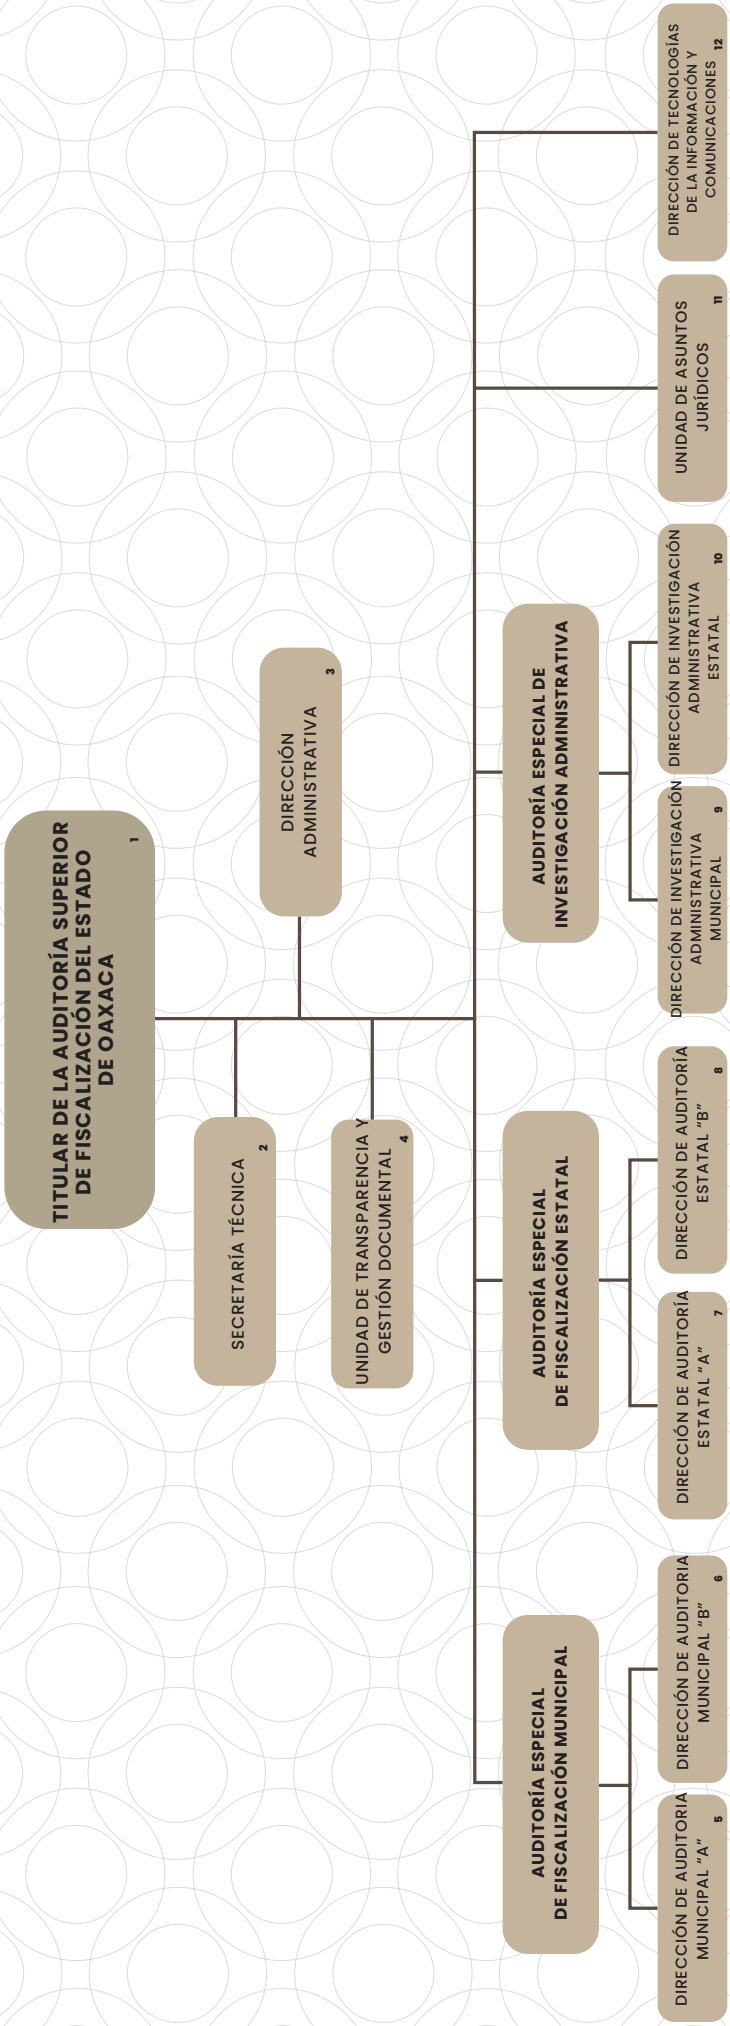 TITULAR DE LA AUDITORÍA SUPERIOR
DE FISCALIZACIÓN DEL ESTADO
DE OAXACA
1
SECRETARÍA TÉCNICA
2
DIRECCIÓN
ADMINISTRATIVA
3
UNIDAD DE TRANSPARENCIA Y
GESTIÓN DOCUMENTAL
4
AUDITORÍA ESPECIAL
DE FISCALIZACIÓN MUNICIPAL
AUDITORÍA ESPECIAL
DE FISCALIZACIÓN ESTATAL
AUDITORÍA ESPECIAL DE
INVESTIGACIÓN ADMINISTRATIVA
DIRECCIÓN DE AUDITORIA
MUNICIPAL "A"
5
DIRECCIÓN DE AUDITORIA
MUNICIPAL "B"
6
DIRECCIÓN DE AUDITORÍA
ESTATAL "A"
7
DIRECCIÓN DE AUDITORÍA
ESTATAL "B"
8
DIRECCIÓN DE INVESTIGACIÓN
ADMINISTRATIVA
MUNICIPAL
9
DIRECCIÓN DE INVESTIGACIÓN
ADMINISTRATIVA
ESTATAL
10
UNIDAD DE ASUNTOS
JURÍDICOS
11
DIRECCIÓN DE TECNOLOGÍAS
DE LA INFORMACIÓN Y
COMUNICACIONES
12